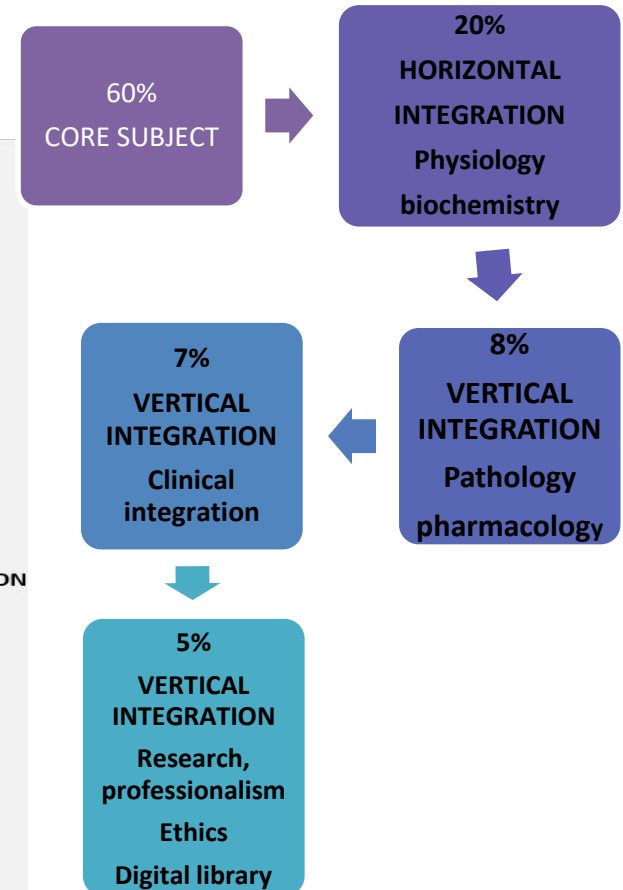 60%
CORE SUBJECT
20%
HORIZONTAL
INTEGRATION
Physiology
biochemistry
8%
VERTICAL
INTEGRATION
Pathology
pharmacology
7%
VERTICAL
INTEGRATION
Clinical
integration
ON
5%
VERTICAL
INTEGRATION
Research,
professionalism
Ethics
Digital library